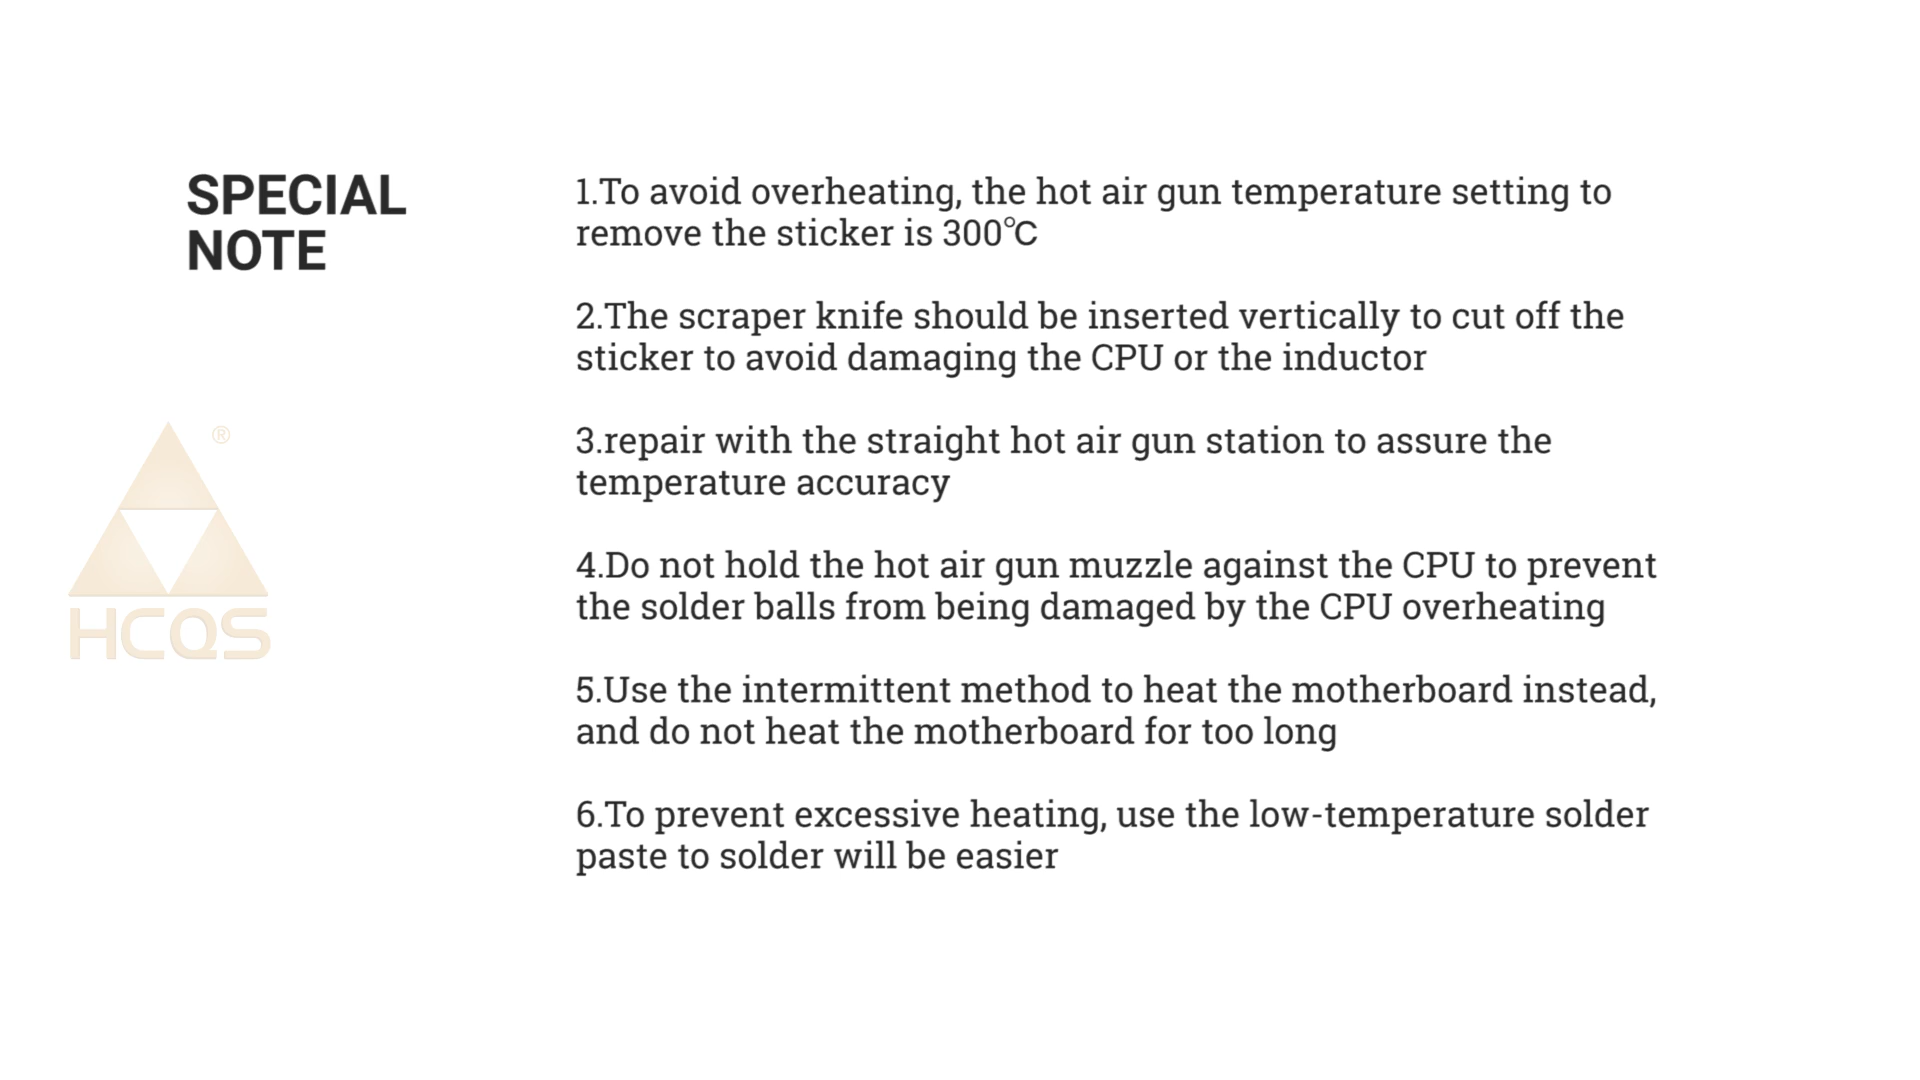 SPECIAL
NOTE
1.To avoid overheating, the hot air gun temperature setting to
remove the sticker is 300℃
2.The scraper knife should be inserted vertically to cut off the
sticker to avoid damaging the CPU or the inductor
3.repair with the straight hot air gun station to assure the
temperature accuracy
4.Do not hold the hot air gun muzzle against the CPU to prevent
the solder balls from being damaged by the CPU overheating
5.Use the intermittent method to heat the motherboard instead,
and do not heat the motherboard for too long
6.To prevent excessive heating, use the low-temperature solder
paste to solder will be easier
®
HCQS